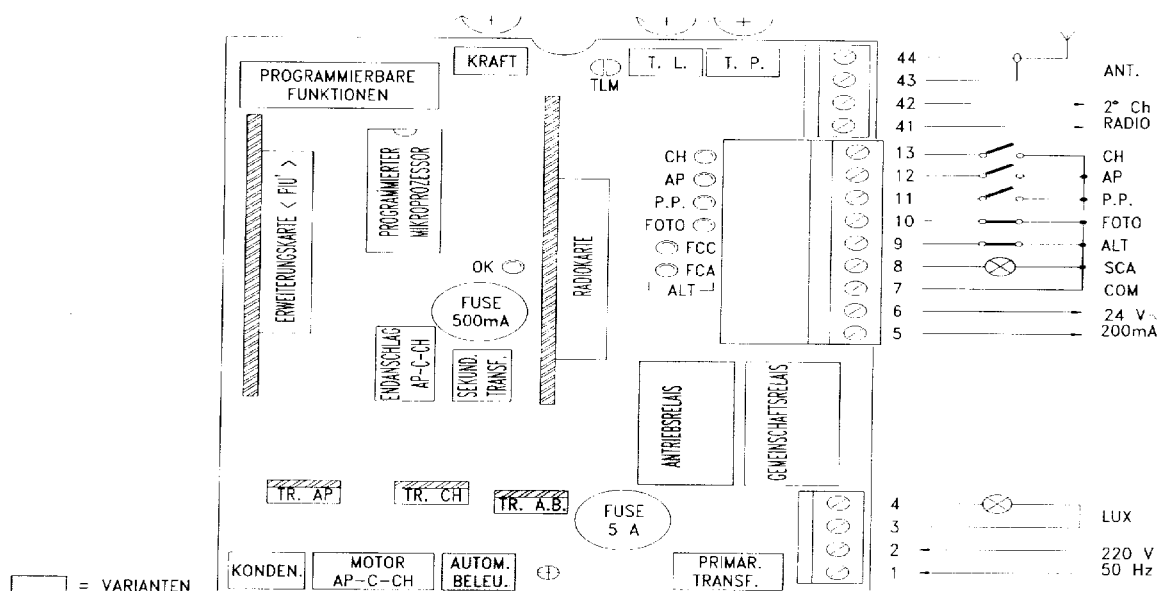 PROGRAMMIERBARE
FUNKTIONEN
KRAFT
TLM
T. L.
T. P.
ERWEITERUNGSKARTE < PIU' >
PROGRAMMIERTER
MIKROPROZESSOR
RADIOKARTE
CH
AP
P.P.
FOTO
FCC
FCA
ALT
OK
FUSE
500mA
ENDANSCHLAG
AP-C-CH
SEKUND.
TRANSF.
ANTRIEBSRELAIS
GEMEINSCHAFTSRELAIS
TR. AP
TR. CH
TR. A.B.
FUSE
5 A
KONDEN.
MOTOR
AP-C-CH
AUTOM.
BELEU.
PRIMAR.
TRANSF.
44
43
ANT.
42
2° Ch
41
RADIO
13
CH
12
AP
11
P.P.
10
FOTO
9
ALT
8
SCA
7
COM
6
24 V~
5
200mA
4
3
LUX
2
220 V
1
50 Hz
= VARIANTEN